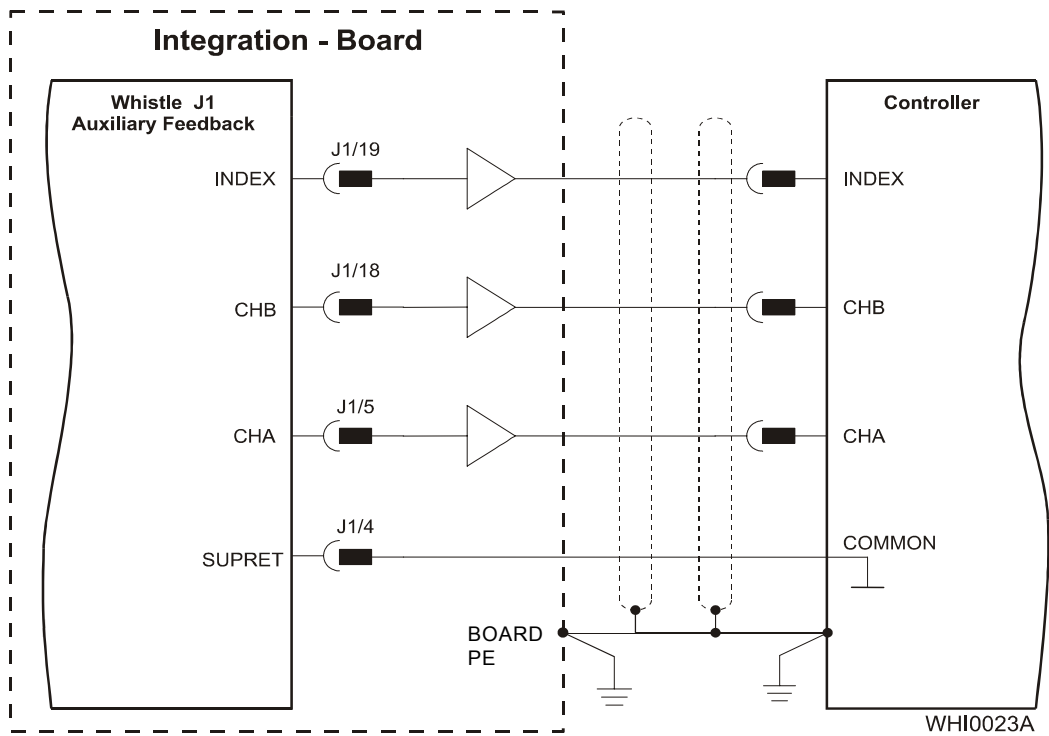 Integration - Board
Whistle J1
Auxiliary Feedback
Controller
J1/19
INDEX
INDEX
J1/18
CHB
CHB
J1/5
CHA
CHA
J1/4
SUPRET
COMMON
BOARD
PE
WHI0023A